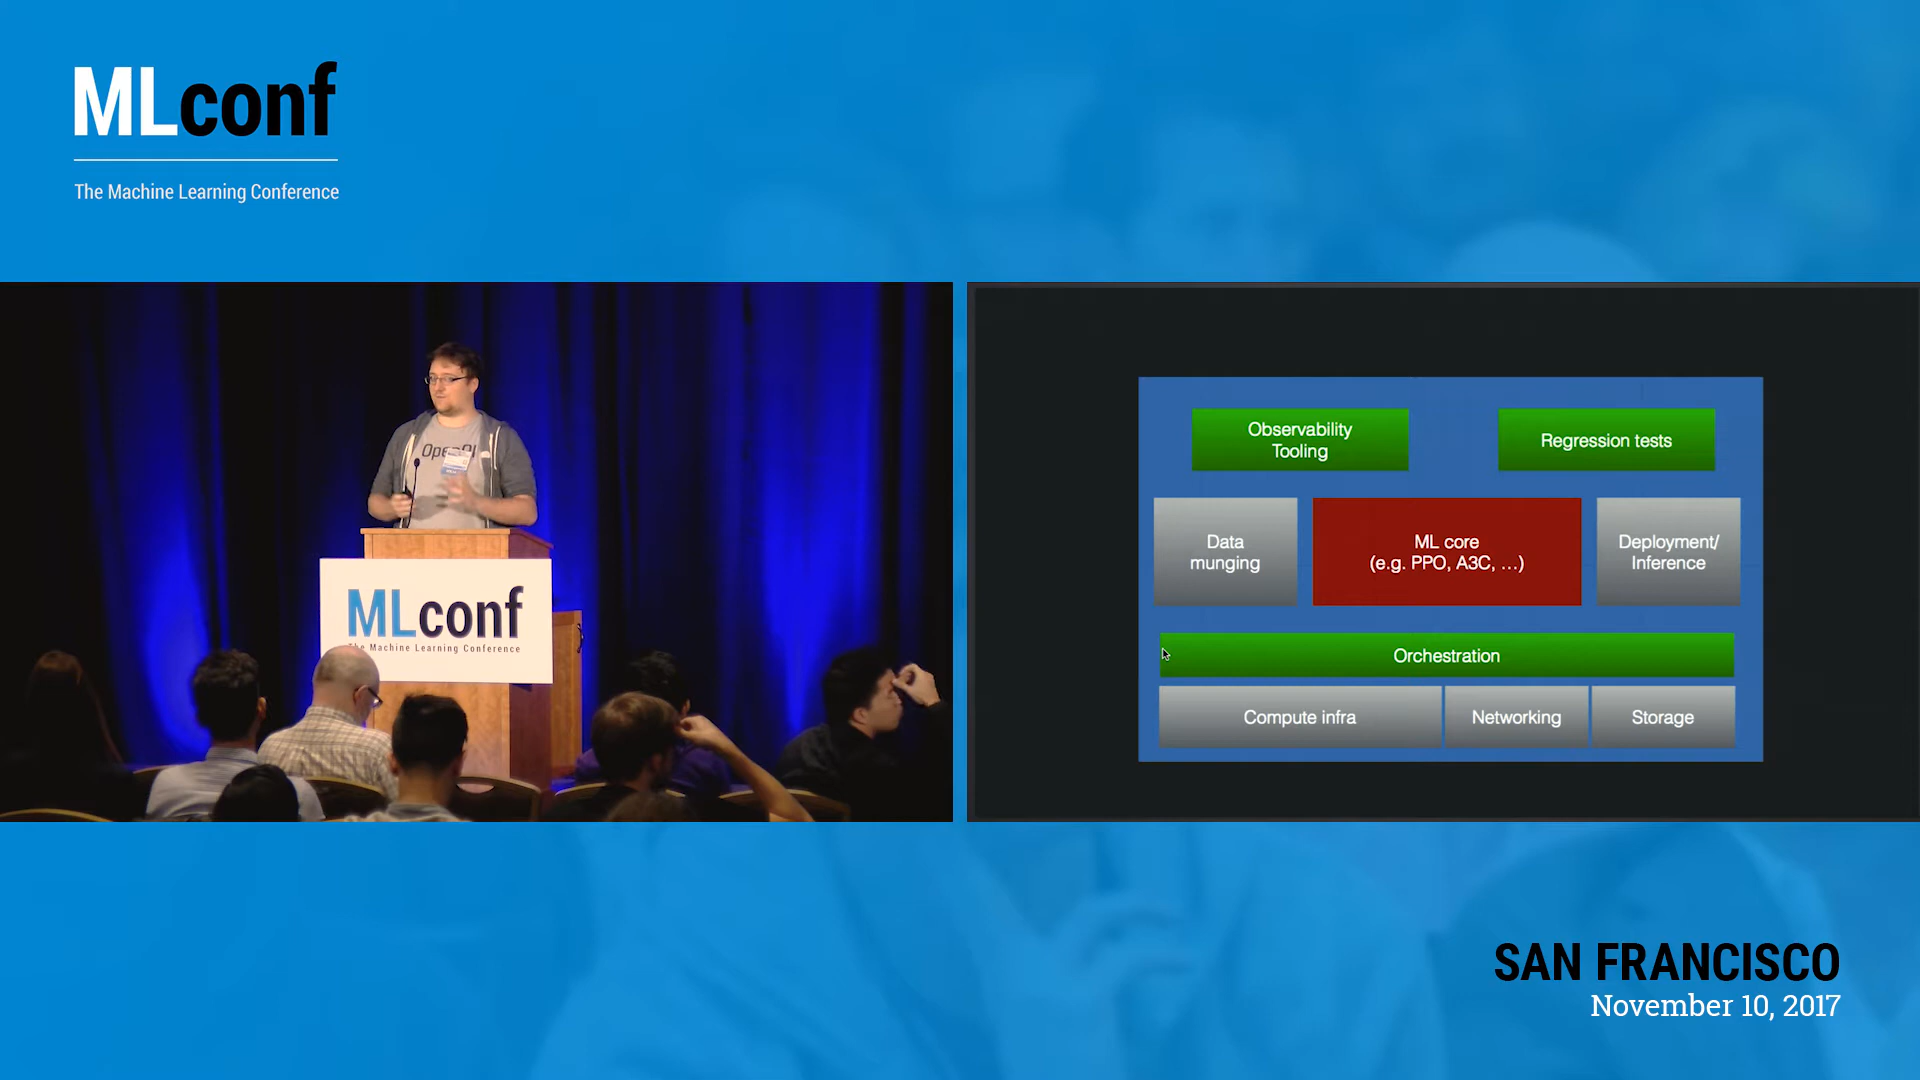 MLconf
The Machine Learning Conference
OpenAI
MLconf
The Machine Learning Conference
Observability
Tooling
Regression tests
Data
munging
ML core
(e.g. PPO, A3C, ...)
Deployment/
Inference
Orchestration
Compute infra
Networking
Storage
SAN FRANCISCO
November 10, 2017